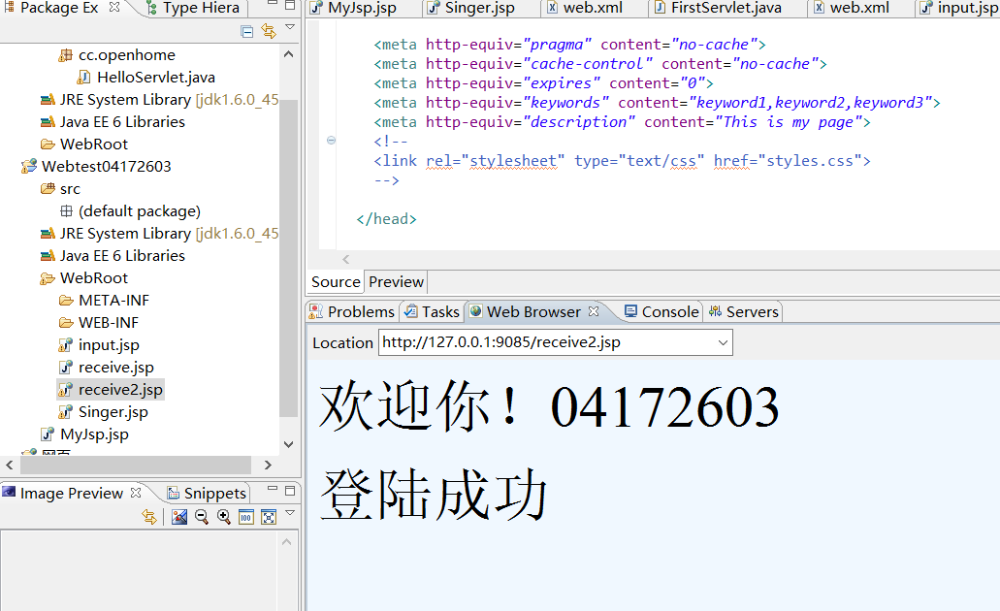 Package Ex Type Hiera
cc.openhome
HelloServlet.java
JRE System Library [jdk1.6.0_45
Java EE 6 Libraries
WebRoot
Webtest04172603
src
(default package)
JRE System Library [jdk1.6.0_45
Java EE 6 Libraries
WebRoot
META-INF
WEB-INF
input.jsp
receive.jsp
receive2.jsp
Singer.jsp
MyJsp.jsp
网页
Image Preview Snippets
MyJsp.jsp Singer.jsp web.xml FirstServlet.java web.xml input.jsp
<meta http-equiv="pragma" content="no-cache">
<meta http-equiv="cache-control" content="no-cache">
<meta http-equiv="expires" content="0">
<meta http-equiv="keywords" content="keyword1,keyword2,keyword3">
<meta http-equiv="description" content="This is my page">
<!--
<link rel="stylesheet" type="text/css" href="styles.css">
-->
</head>
Source Preview
Problems Tasks Web Browser Console Servers
Location http://127.0.0.1:9085/receive2.jsp
欢迎你！04172603
登陆成功